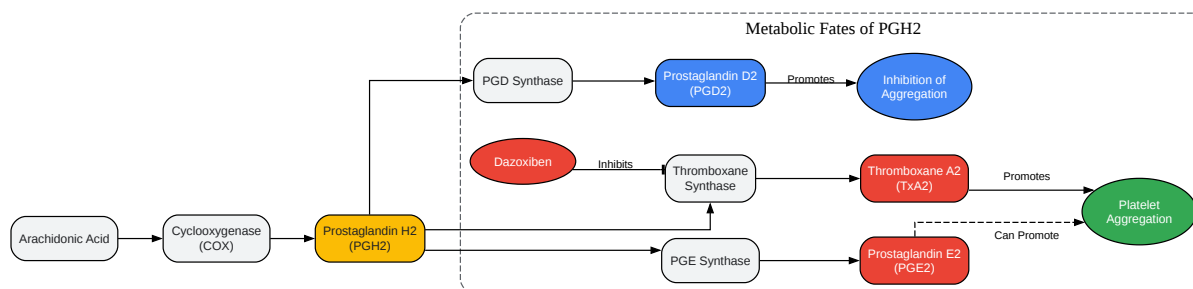 Metabolic Fates of PGH2
PGD Synthase
Prostaglandin D2
(PGD2)
Promotes
Inhibition of
Aggregation
Dazoxiben
Inhibits
Thromboxane
Synthase
Thromboxane A2
(TxA2)
Promotes
Platelet
Aggregation
Arachidonic Acid
Cyclooxygenase
(COX)
Prostaglandin H2
(PGH2)
PGE Synthase
Prostaglandin E2
(PGE2)
Can Promote